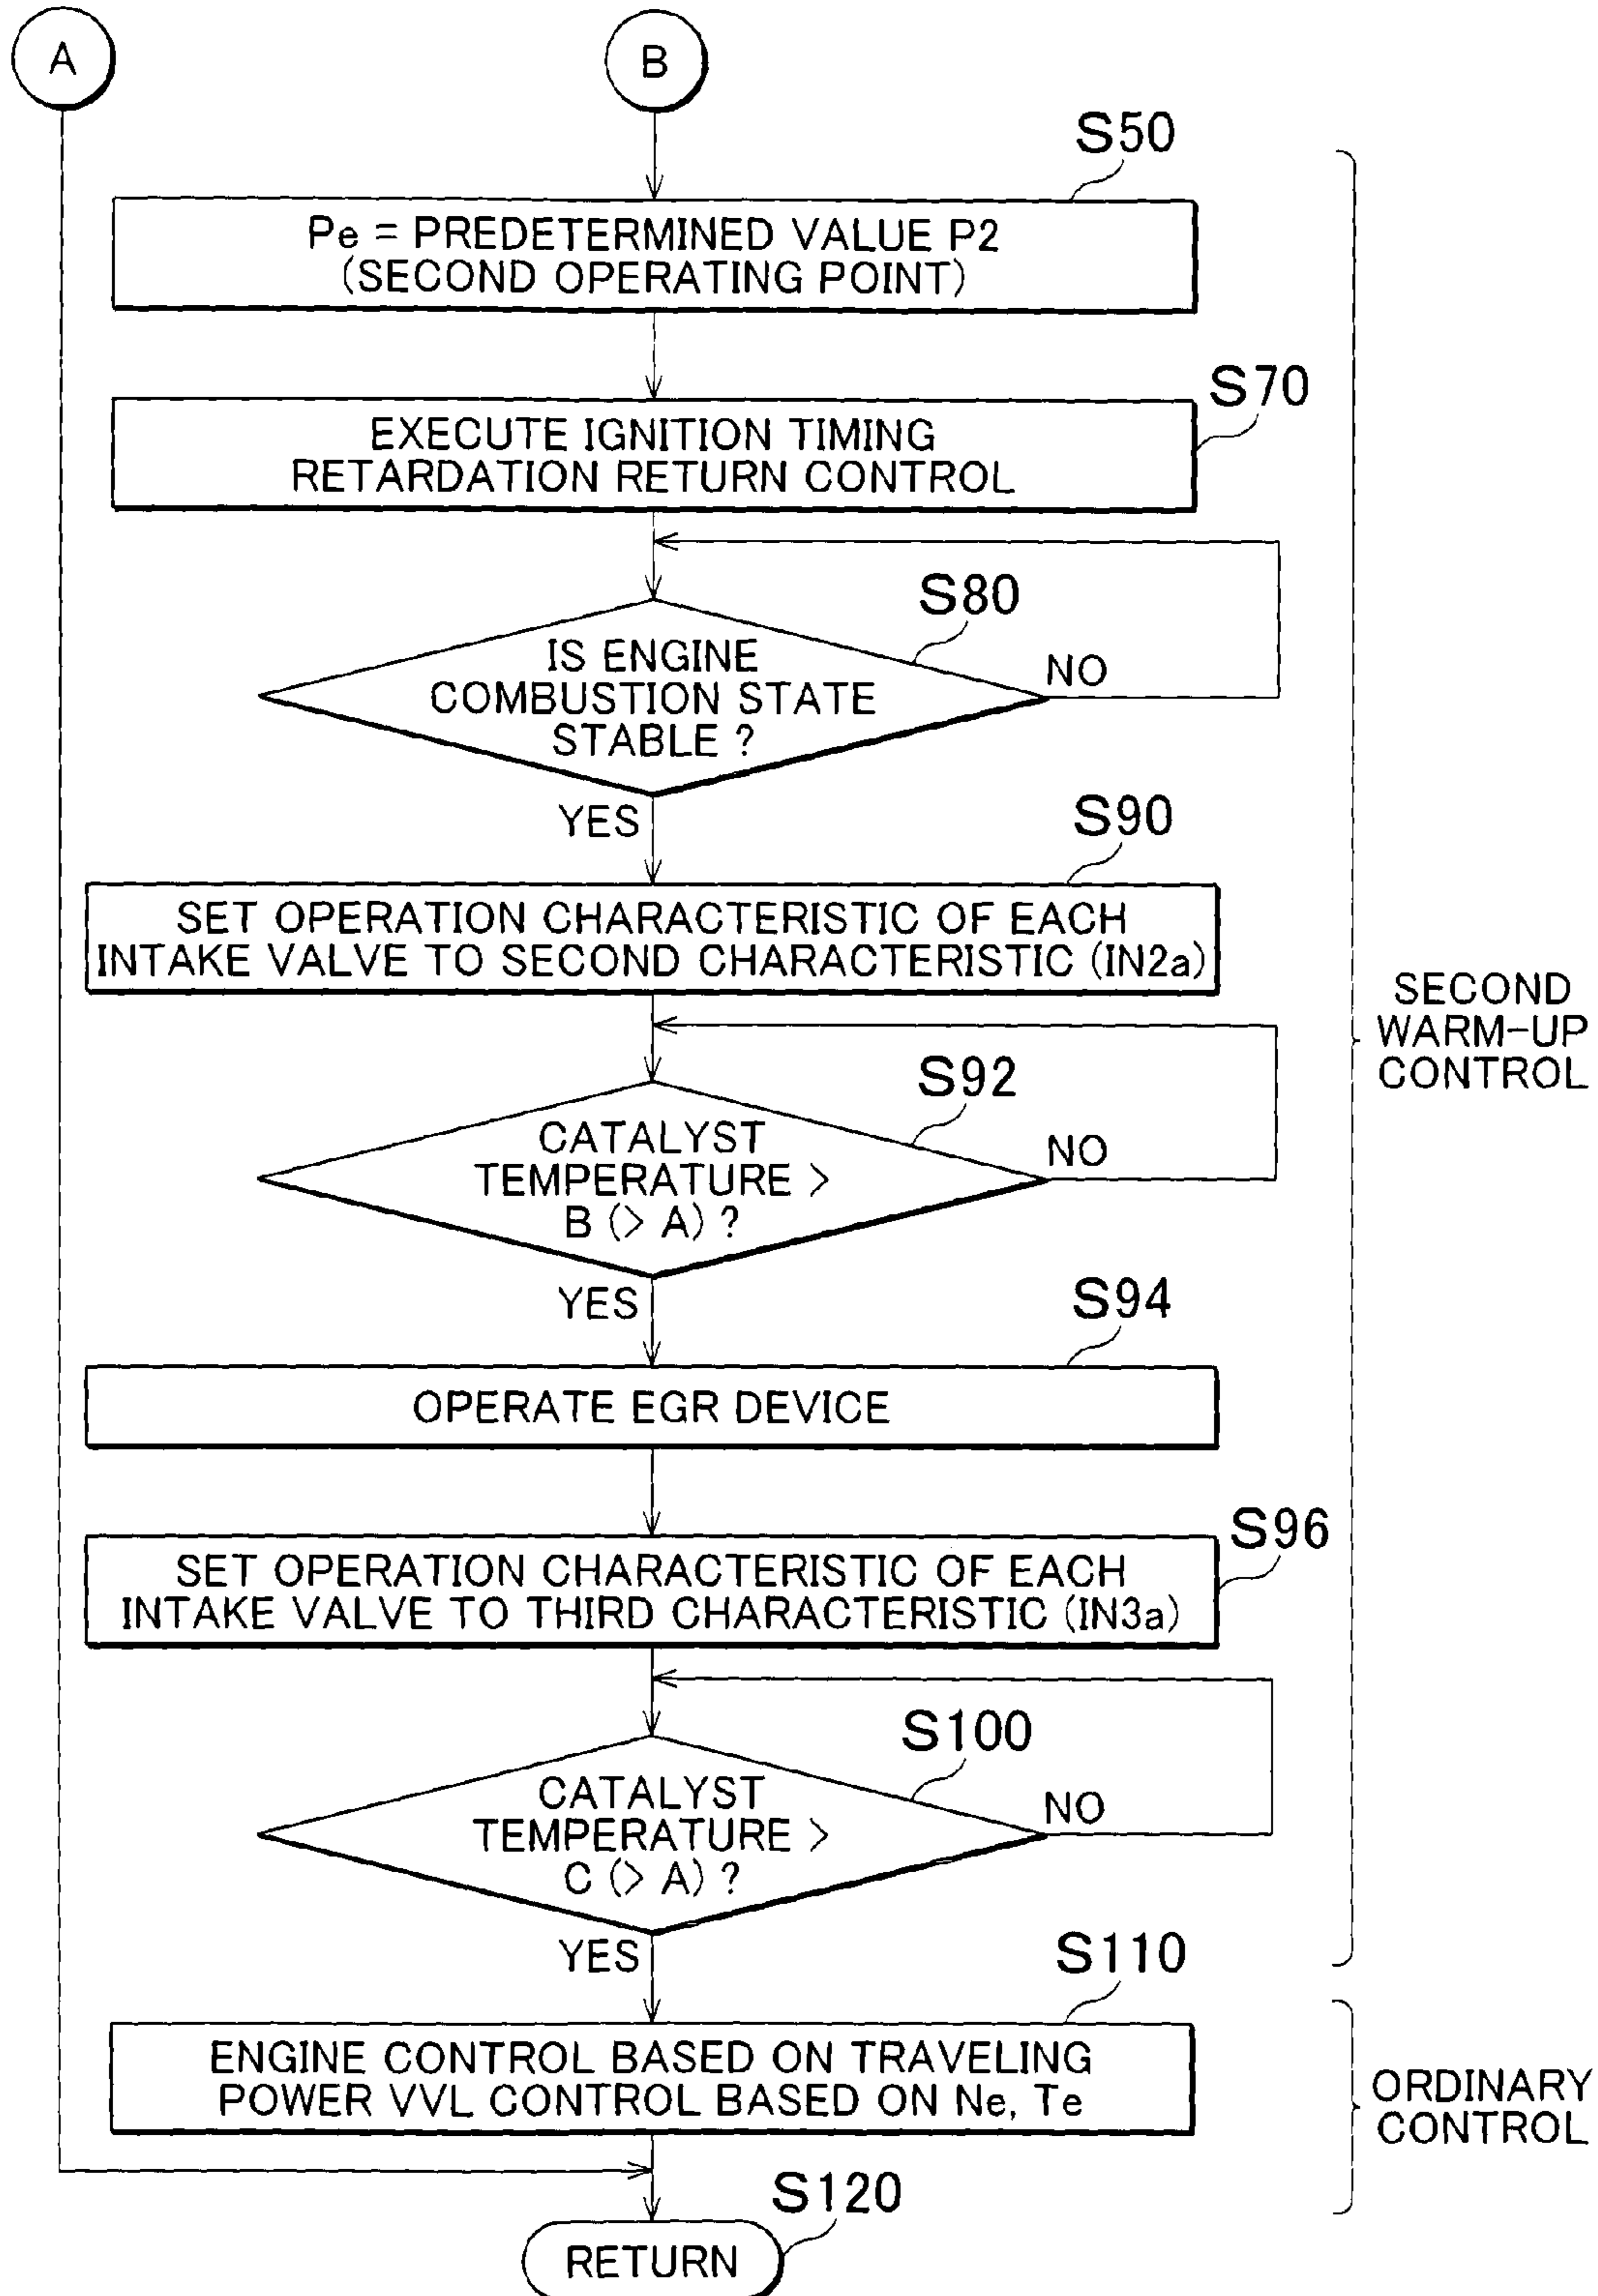 A
B
S50
Pe = PREDETERMINED VALUE P2
(SECOND OPERATING POINT)
S70
EXECUTE IGNITION TIMING
RETARDATION RETURN CONTROL
S80
IS ENGINE
COMBUSTION STATE
STABLE ?
NO
YES
S90
SET OPERATION CHARACTERISTIC OF EACH
INTAKE VALVE TO SECOND CHARACTERISTIC (IN2a)
SECOND
WARM-UP
CONTROL
S92
CATALYST
TEMPERATURE >
B (> A) ?
NO
YES
S94
OPERATE EGR DEVICE
S96
SET OPERATION CHARACTERISTIC OF EACH
INTAKE VALVE TO THIRD CHARACTERISTIC (IN3a)
S100
CATALYST
TEMPERATURE >
C (> A) ?
NO
YES
S110
ENGINE CONTROL BASED ON TRAVELING
POWER VVL CONTROL BASED ON Ne, Te
ORDINARY
CONTROL
S120
RETURN